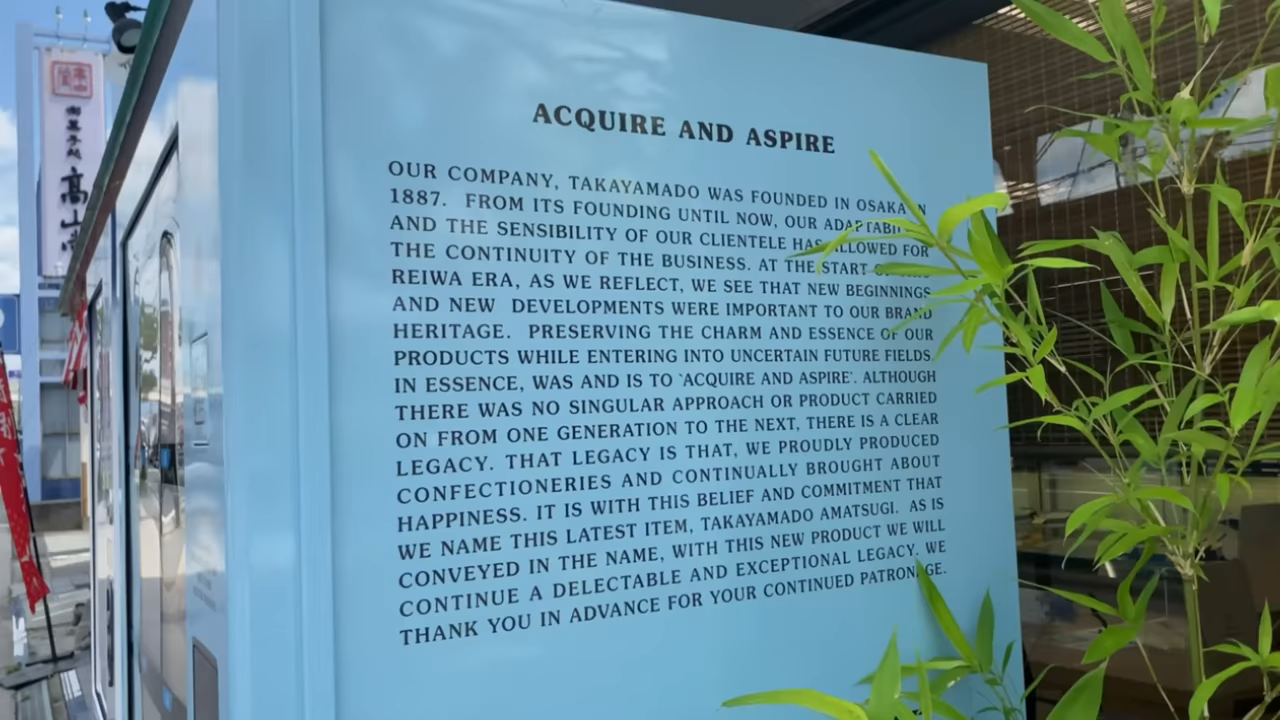 御菓子処 高山堂
ACQUIRE AND ASPIRE
OUR COMPANY, TAKAYAMADO WAS FOUNDED IN OSAKA
1887. FROM ITS FOUNDING UNTIL NOW, OUR
AND THE SENSIBILITY OF OUR CLIENTELE HAS ALLOWED FOR
THE CONTINUITY OF THE BUSINESS. AT THE START
REIWA ERA, AS WE REFLECT, WE SEE THAT NEW BEGINNINGS
AND NEW DEVELOPMENTS WERE IMPORTANT TO OUR BRAND
HERITAGE. PRESERVING THE CHARM AND ESSENCE OF OUR
PRODUCTS WHILE ENTERING INTO UNCERTAIN FUTURE FIELDS,
IN ESSENCE, WAS AND IS TO 'ACQUIRE AND ASPIRE'. ALTHOUGH
THERE WAS NO SINGULAR APPROACH OR PRODUCT CARRIED
ON FROM ONE GENERATION TO THE NEXT, THERE IS A CLEAR
LEGACY. THAT LEGACY IS THAT, WE PROUDLY PRODUCED
CONFECTIONERIES AND CONTINUALLY BROUGHT ABOUT
HAPPINESS. IT IS WITH THIS BELIEF AND COMMITMENT THAT
WE NAME THIS LATEST ITEM, TAKAYAMADO AMATSUGI. AS IS
CONVEYED IN THE NAME, WITH THIS NEW PRODUCT WE WILL
CONTINUE A DELECTABLE AND EXCEPTIONAL LEGACY. WE
THANK YOU IN ADVANCE FOR YOUR CONTINUED PATRONAGE.